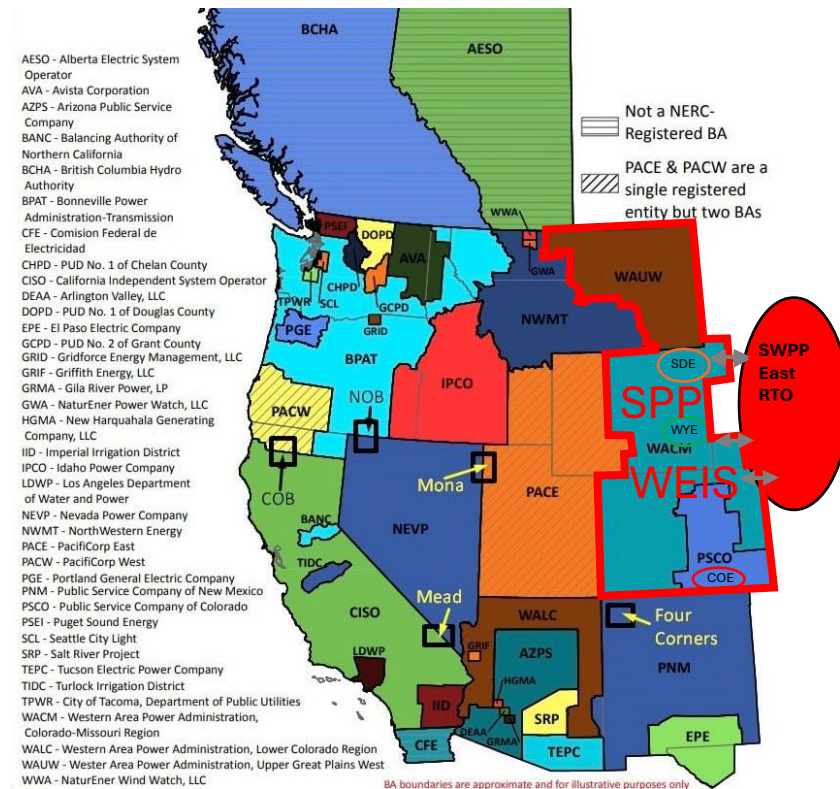 AESO - Alberta Electric System
Operator
AVA - Avista Corporation
AZPS - Arizona Public Service
Company
BANC - Balancing Authority of
Northern California
BCHA - British Columbia Hydro
Authority
BPAT - Bonneville Power
Administration-Transmission
CFE - Comision Federal de
Electricidad
CHPD - PUD No. 1 of Chelan County
CISO - California Independent System Operator
DEAA - Arlington Valley, LLC
DOPD - PUD No. 1 of Douglas County
EPE - El Paso Electric Company
GCPD - PUD No. 2 of Grant County
GRID - Gridforce Energy Management, LLC
GRIF - Griffith Energy, LLC
GRMA - Gila River Power, LP
GWA - NaturEner Power Watch, LLC
HGMA - New Harquahala Generating
Company, LLC
IID - Imperial Irrigation District
IPCO - Idaho Power Company
LDWP - Los Angeles Department
of Water and Power
NEVP - Nevada Power Company
NWMT - NorthWestern Energy
PACE - PacifiCorp East
PACW - PacifiCorp West
PGE - Portland General Electric Company
PNM - Public Service Company of New Mexico
PSCO - Public Service Company of Colorado
PSEI - Puget Sound Energy
SCL - Seattle City Light
SRP - Salt River Project
TEPC - Tucson Electric Power Company
TIDC - Turlock Irrigation District
TPWR - City of Tacoma, Department of Public Utilities
WACM - Western Area Power Administration,
Colorado-Missouri Region
WALC - Western Area Power Administration, Lower Colorado Region
WAUW - Wester Area Power Administration, Upper Great Plains West
WWA - NaturEner Wind Watch, LLC
BCHA
AESO
Not a NERC-
Registered BA
PACE & PACW are a
single registered
entity but two BAs
WWA
PSEI
DOPD
AVA
GWA
WAUW
CHPD
TPWR
SCL
GCPD
NWMT
PGE
GRID
BPAT
SDE
SWPP
East
RTO
IPCO
SPP
NOB
PACW
WYE
WACM
COB
Mona
PACE
WEIS
NEVP
BANC
PSCO
TIDC
COE
CISO
Mead
WALC
Four
Corners
LDWP
GRIF
AZPS
PNM
HGMA
IID
SRP
DEAA
GRMA
CFE
TEPC
EPE
BA boundaries are approximate and for illustrative purposes only